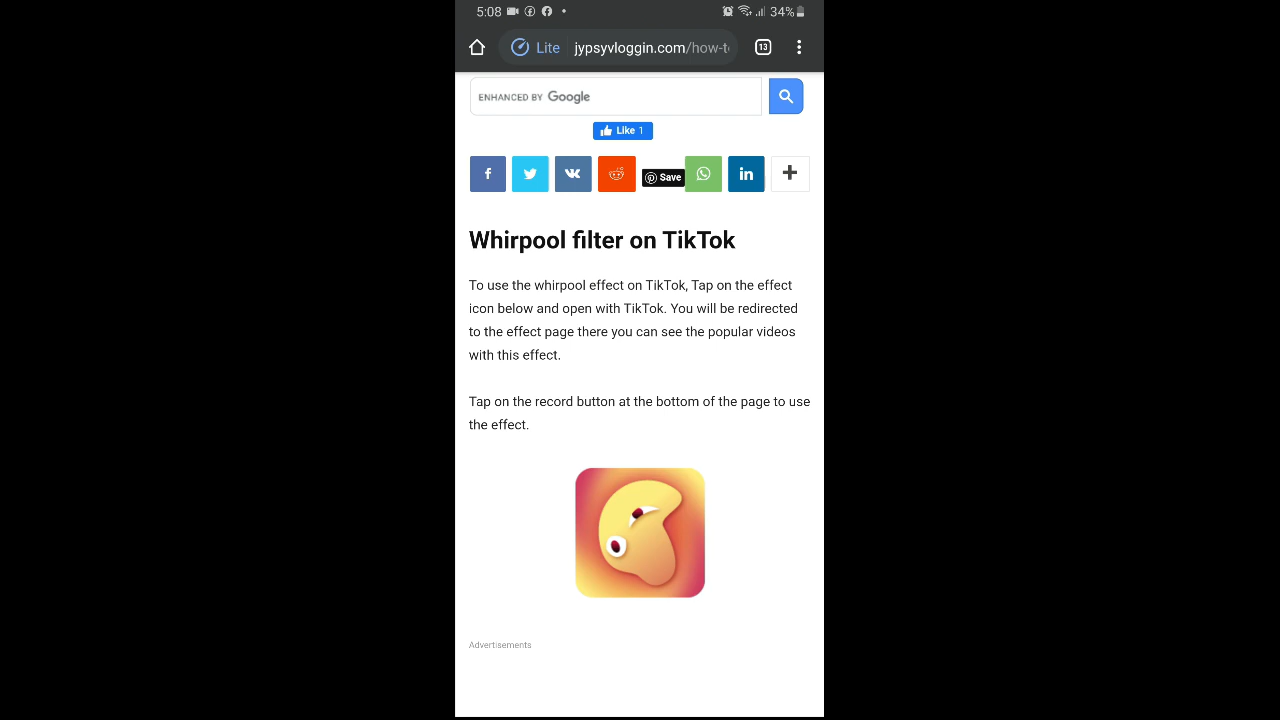 5:08
34%
Lite
jypsyvloggin.com/how-t
13
ENHANCED BY Google
Like 1
Save
Whirpool filter on TikTok
To use the whirpool effect on TikTok, Tap on the effect
icon below and open with TikTok. You will be redirected
to the effect page there you can see the popular videos
with this effect.
Tap on the record button at the bottom of the page to use
the effect.
Advertisements